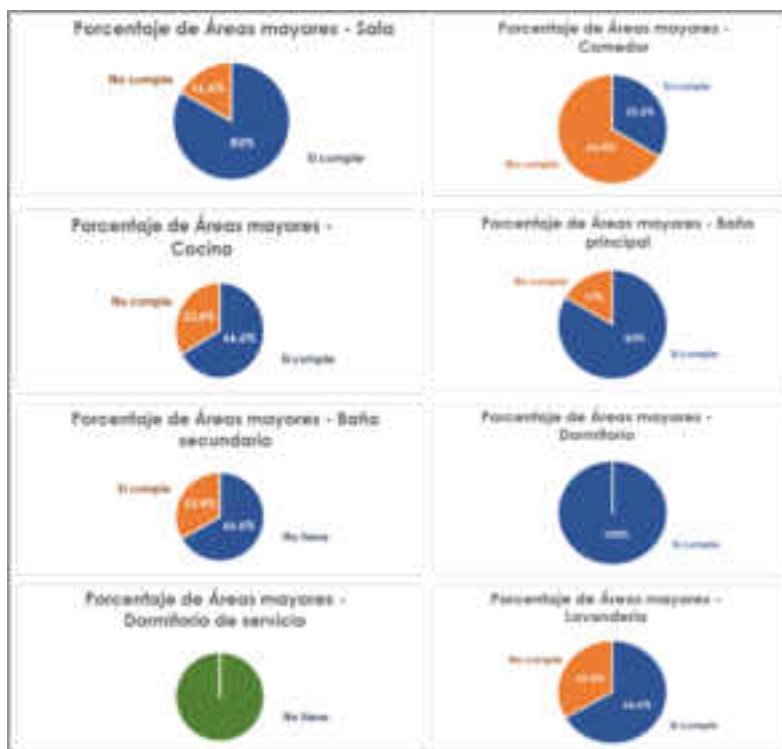 Porcentaje de Áreas mayores - Sala
No cumple
Si cumple
Porcentaje de Áreas mayores -
Comedor
Si cumple
No cumple
Porcentaje de Áreas mayores -
Cocina
No cumple
Si cumple
Porcentaje de Áreas mayores - Baño
principal
No cumple
17%
Si cumple
Porcentaje de Áreas mayores - Baño
secundario
Si cumple
No tiene
Porcentaje de Áreas mayores -
Dormitorio
100%
Si cumple
Porcentaje de Áreas mayores -
Dormitorio de servicio
No tiene
Porcentaje de Áreas mayores -
Lavandería
No cumple
Si cumple